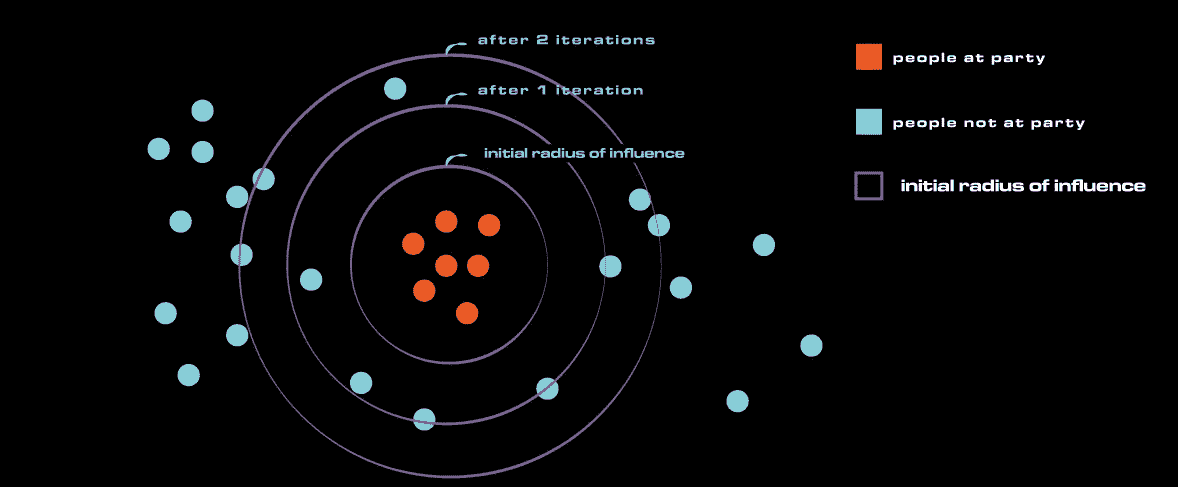 after 2 iterations
after 1 iteration
initial radius of influence
people at party
people not at party
initial radius of influence